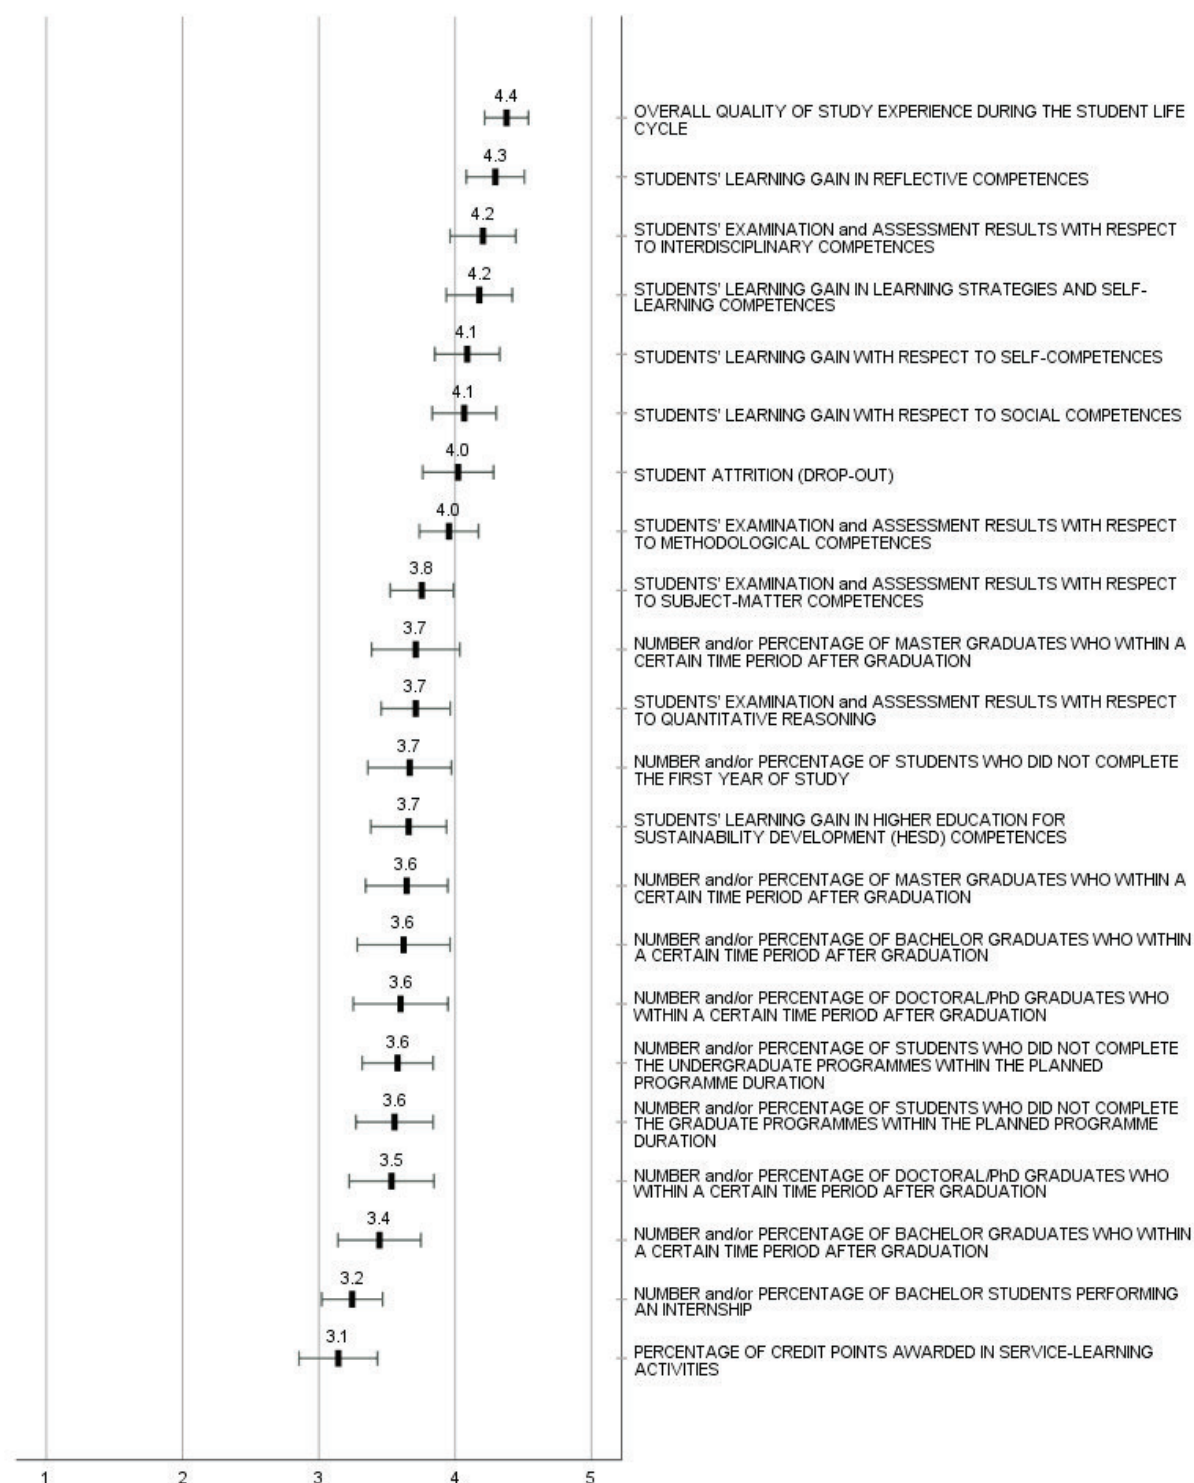 4.4
OVERALL QUALITY OF STUDY EXPERIENCE DURING THE STUDENT LIFE
CYCLE
4.3
STUDENTS' LEARNING GAIN IN REFLECTIVE COMPETENCES
4.2
STUDENTS' EXAMINATION and ASSESSMENT RESULTS WITH RESPECT
TO INTERDISCIPLINARY COMPETENCES
4.2
STUDENTS' LEARNING GAIN IN LEARNING STRATEGIES AND SELF-
LEARNING COMPETENCES
4.1
STUDENTS' LEARNING GAIN WITH RESPECT TO SELF-COMPETENCES
4.1
STUDENTS' LEARNING GAIN WITH RESPECT TO SOCIAL COMPETENCES
4.0
STUDENT ATTRITION (DROP-OUT)
4.0
STUDENTS' EXAMINATION and ASSESSMENT RESULTS WITH RESPECT
TO METHODOLOGICAL COMPETENCES
3.8
STUDENTS' EXAMINATION and ASSESSMENT RESULTS WITH RESPECT
TO SUBJECT-MATTER COMPETENCES
3.7
NUMBER and/or PERCENTAGE OF MASTER GRADUATES WHO WITHIN A
CERTAIN TIME PERIOD AFTER GRADUATION
3.7
STUDENTS' EXAMINATION and ASSESSMENT RESULTS WITH RESPECT
TO QUANTITATIVE REASONING
3.7
NUMBER and/or PERCENTAGE OF STUDENTS WHO DID NOT COMPLETE
THE FIRST YEAR OF STUDY
3.7
STUDENTS' LEARNING GAIN IN HIGHER EDUCATION FOR
SUSTAINABILITY DEVELOPMENT (HESD) COMPETENCES
3.6
NUMBER and/or PERCENTAGE OF MASTER GRADUATES WHO WITHIN A
CERTAIN TIME PERIOD AFTER GRADUATION
3.6
NUMBER and/or PERCENTAGE OF BACHELOR GRADUATES WHO WITHIN
A CERTAIN TIME PERIOD AFTER GRADUATION
3.6
NUMBER and/or PERCENTAGE OF DOCTORAL/PhD GRADUATES WHO
WITHIN A CERTAIN TIME PERIOD AFTER GRADUATION
3.6
NUMBER and/or PERCENTAGE OF STUDENTS WHO DID NOT COMPLETE
THE UNDERGRADUATE PROGRAMMES WITHIN THE PLANNED
PROGRAMME DURATION
3.6
NUMBER and/or PERCENTAGE OF STUDENTS WHO DID NOT COMPLETE
THE GRADUATE PROGRAMMES WITHIN THE PLANNED PROGRAMME
DURATION
3.5
NUMBER and/or PERCENTAGE OF DOCTORAL/PhD GRADUATES WHO
WITHIN A CERTAIN TIME PERIOD AFTER GRADUATION
3.4
NUMBER and/or PERCENTAGE OF BACHELOR GRADUATES WHO WITHIN
A CERTAIN TIME PERIOD AFTER GRADUATION
3.2
NUMBER and/or PERCENTAGE OF BACHELOR STUDENTS PERFORMING
AN INTERNSHIP
3.1
PERCENTAGE OF CREDIT POINTS AWARDED IN SERVICE-LEARNING
ACTIVITIES
1 2 3 4 5